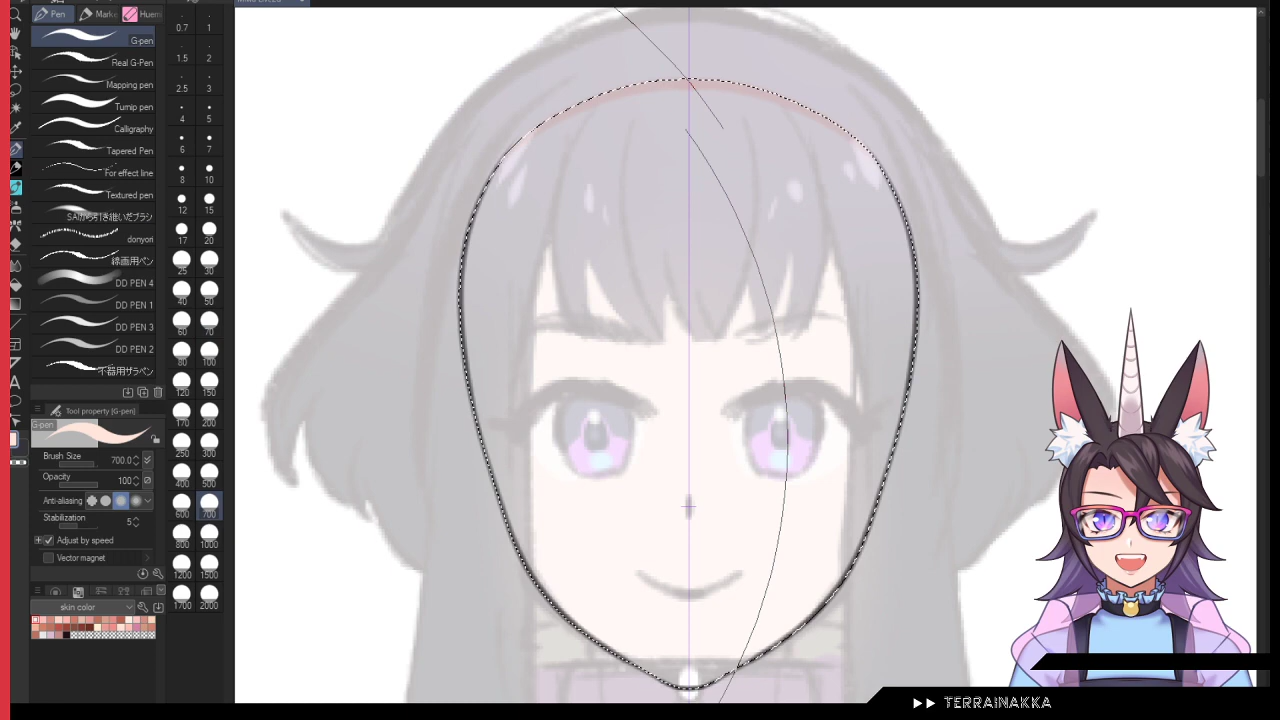 Pen Marke Huem
G-pen
Real G-Pen
Mapping pen
Turnip pen
Calligraphy
Tapered Pen
For effect line
Textured pen
SAIから引き継いだブラシ
donyori
線画用ペン
DD PEN 4
DD PEN 1
DD PEN 3
DD PEN 2
不器用ザラペン
0.7 1
1.5 2
2.5 3
4 5
6 7
8 10
12 15
17 20
25 30
40 50
60 70
80 100
120 150
170 200
250 300
400 500
600 700
800 1000
1200 1500
1700 2000
Tool property [G-pen]
G-pen
Brush Size 700.0
Opacity 100
Anti-aliasing
Stabilization 5
Adjust by speed
Vector magnet
skin color
TERRAINAKKA